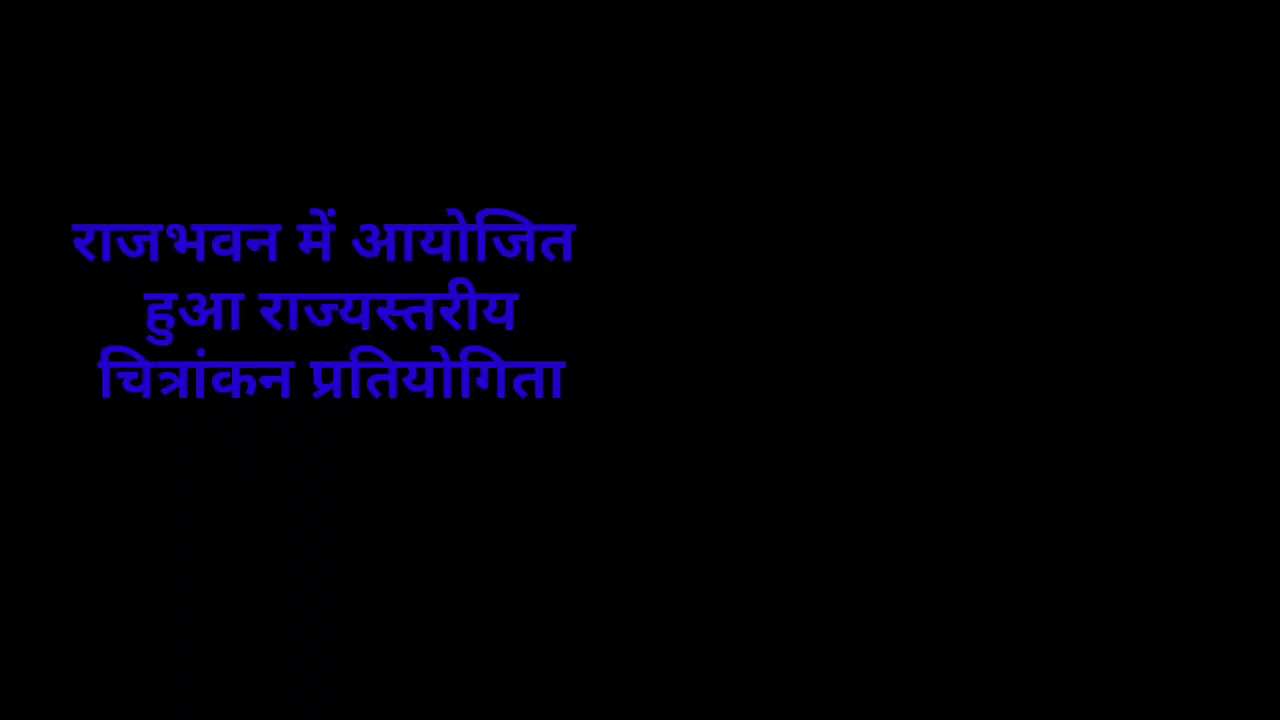 राजभवन में आयोजित
हुआ राज्यस्तरीय
चित्रांकन प्रतियोगिता